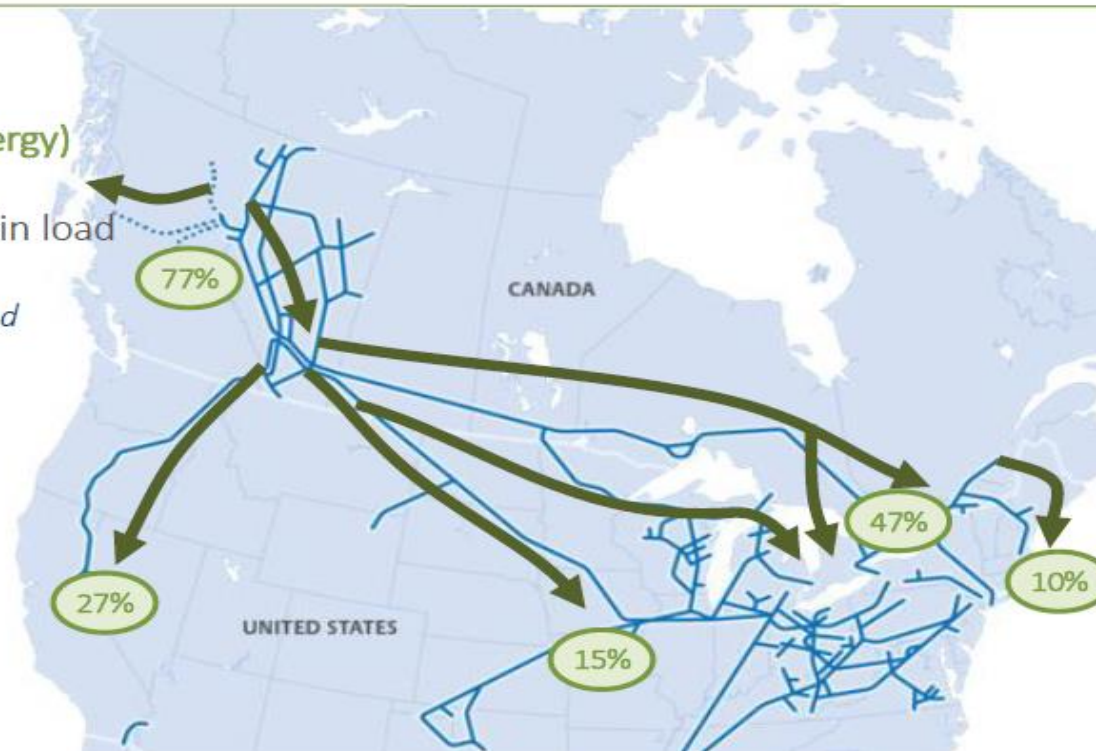 ergy)
in load
77%
d
CANADA
47%
10%
27%
UNITED STATES
15%